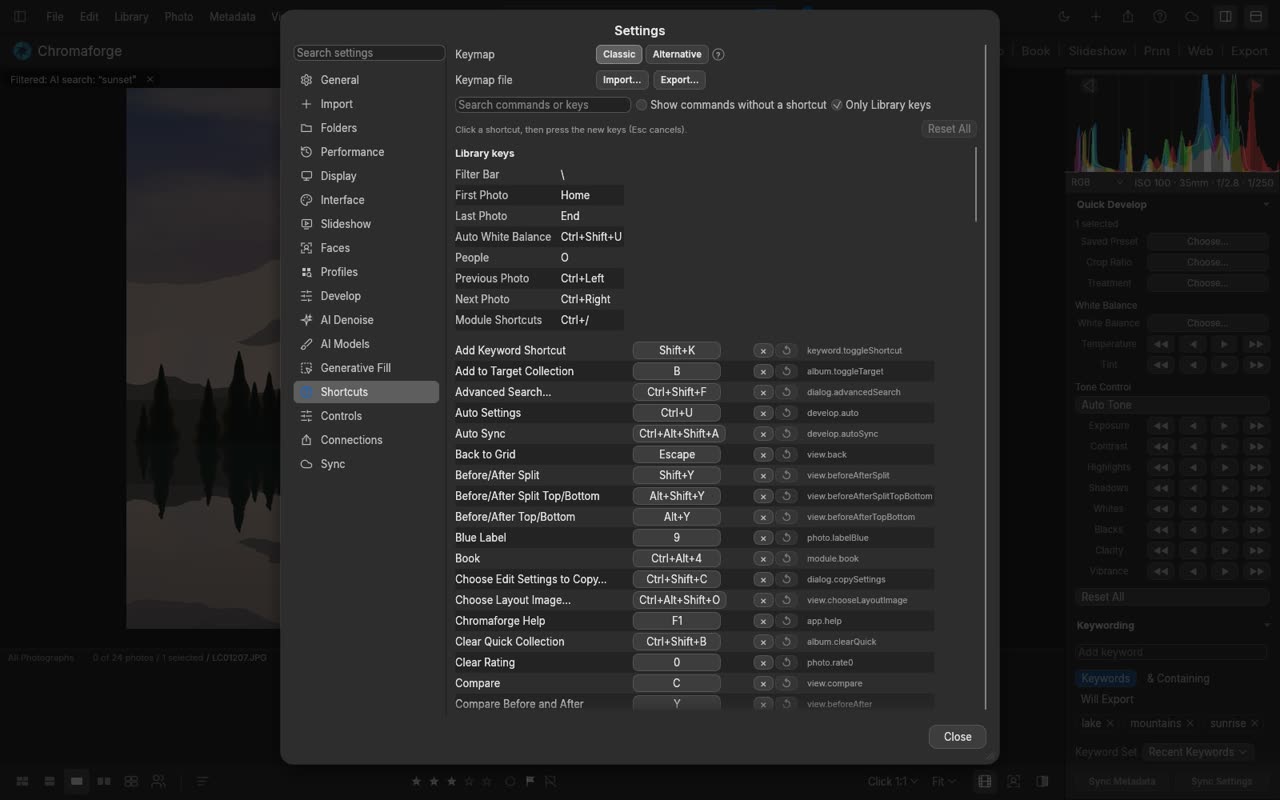 File Edit Library Photo Metadata
Settings
Chromaforge
Book Slideshow Print Web Export
Filtered: AI search: "sunset" ×
Search settings
General
Import
Folders
Performance
Display
Interface
Slideshow
Faces
Profiles
Develop
AI Denoise
AI Models
Generative Fill
Shortcuts
Controls
Connections
Sync
Keymap Classic Alternative ?
Keymap file Import... Export...
Search commands or keys Show commands without a shortcut Only Library keys
Click a shortcut, then press the new keys (Esc cancels). Reset All
Library keys
Filter Bar \
First Photo Home
Last Photo End
Auto White Balance Ctrl+Shift+U
People O
Previous Photo Ctrl+Left
Next Photo Ctrl+Right
Module Shortcuts Ctrl+/
Add Keyword Shortcut Shift+K × keyword.toggleShortcut
Add to Target Collection B × album.toggleTarget
Advanced Search... Ctrl+Shift+F × dialog.advancedSearch
Auto Settings Ctrl+U × develop.auto
Auto Sync Ctrl+Alt+Shift+A × develop.autoSync
Back to Grid Escape × view.back
Before/After Split Shift+Y × view.beforeAfterSplit
Before/After Split Top/Bottom Alt+Shift+Y × view.beforeAfterSplitTopBottom
Before/After Top/Bottom Alt+Y × view.beforeAfterTopBottom
Blue Label 9 × photo.labelBlue
Book Ctrl+Alt+4 × module.book
Choose Edit Settings to Copy... Ctrl+Shift+C × dialog.copySettings
Choose Layout Image... Ctrl+Alt+Shift+O × view.chooseLayoutImage
Chromaforge Help F1 × app.help
Clear Quick Collection Ctrl+Shift+B × album.clearQuick
Clear Rating 0 × photo.rate0
Compare C × view.compare
Compare Before and After Y × view.beforeAfter
Close
RGB ISO 100 · 35mm · f/2.8 · 1/250
Quick Develop
1 selected
Saved Preset Choose...
Crop Ratio Choose...
Treatment Choose...
White Balance
White Balance Choose...
Temperature
Tint
Tone Control
Auto Tone
Exposure
Contrast
Highlights
Shadows
Whites
Blacks
Clarity
Vibrance
Reset All
Keywording
Add keyword
Keywords & Containing
Will Export
lake × mountains × sunrise ×
Keyword Set Recent Keywords
Sync Metadata Sync Settings
All Photographs 0 of 24 photos / 1 selected / LC01207.JPG
Click 1:1 Fit